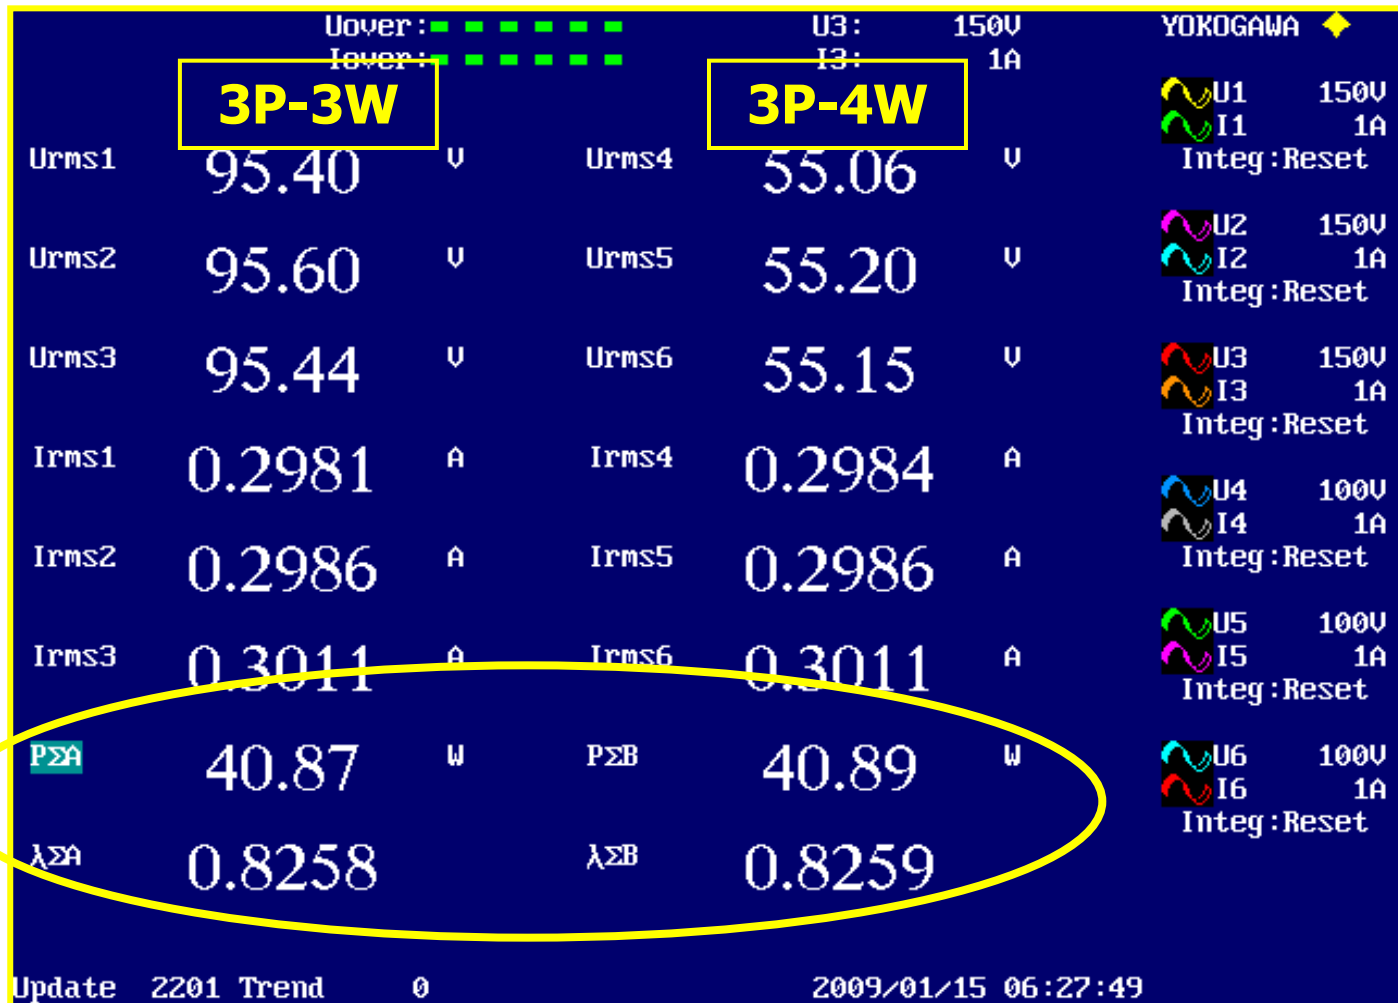 Uover: U3: 150V YOKOGAWA
Iover: I3: 1A
3P-3W 3P-4W
U1 150V
I1 1A
Integ:Reset
Urms1 95.40 V Urms4 55.06 V
U2 150V
I2 1A
Integ:Reset
Urms2 95.60 V Urms5 55.20 V
U3 150V
I3 1A
Integ:Reset
Urms3 95.44 V Urms6 55.15 V
Irms1 0.2981 A Irms4 0.2984 A
U4 100V
I4 1A
Integ:Reset
Irms2 0.2986 A Irms5 0.2986 A
U5 100V
I5 1A
Integ:Reset
Irms3 0.3011 A Irms6 0.3011 A
PΣA 40.87 W PΣB 40.89 W
U6 100V
I6 1A
Integ:Reset
λΣA 0.8258 λΣB 0.8259
Update 2201 Trend 0 2009/01/15 06:27:49